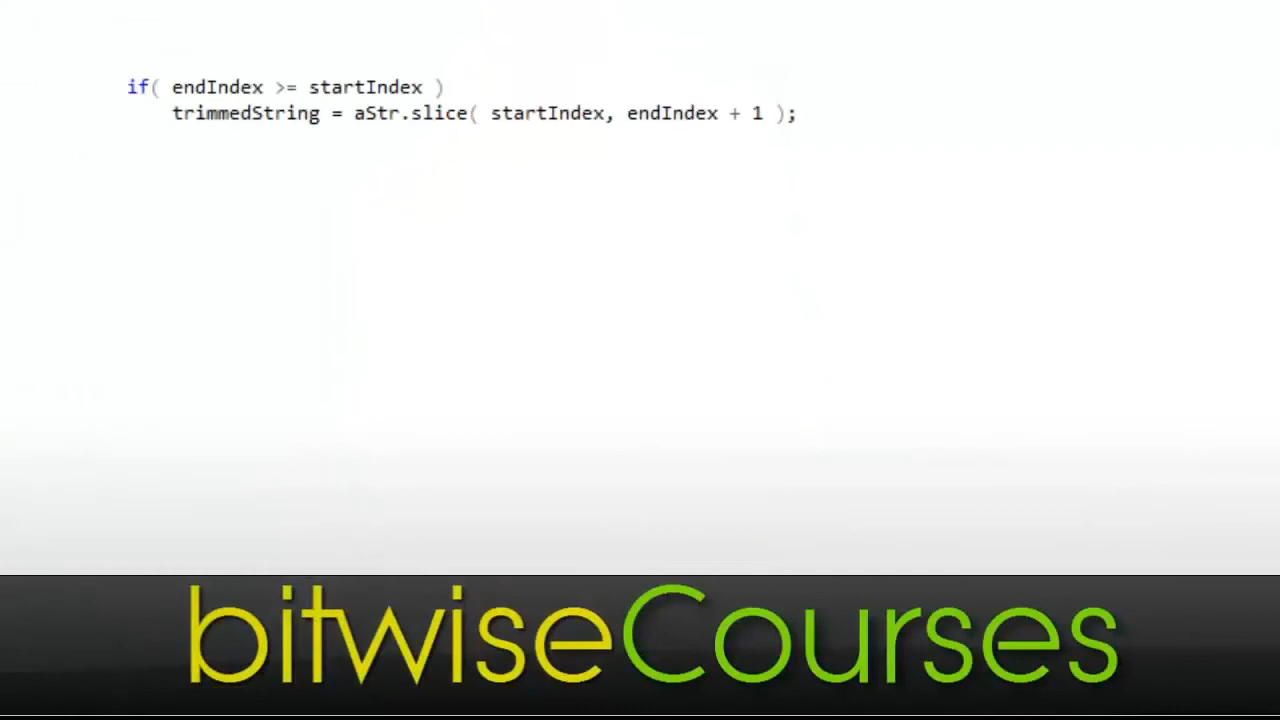 if( endIndex >= startIndex )
trimmedString = aStr.slice( startIndex, endIndex + 1 );
bitwiseCourses